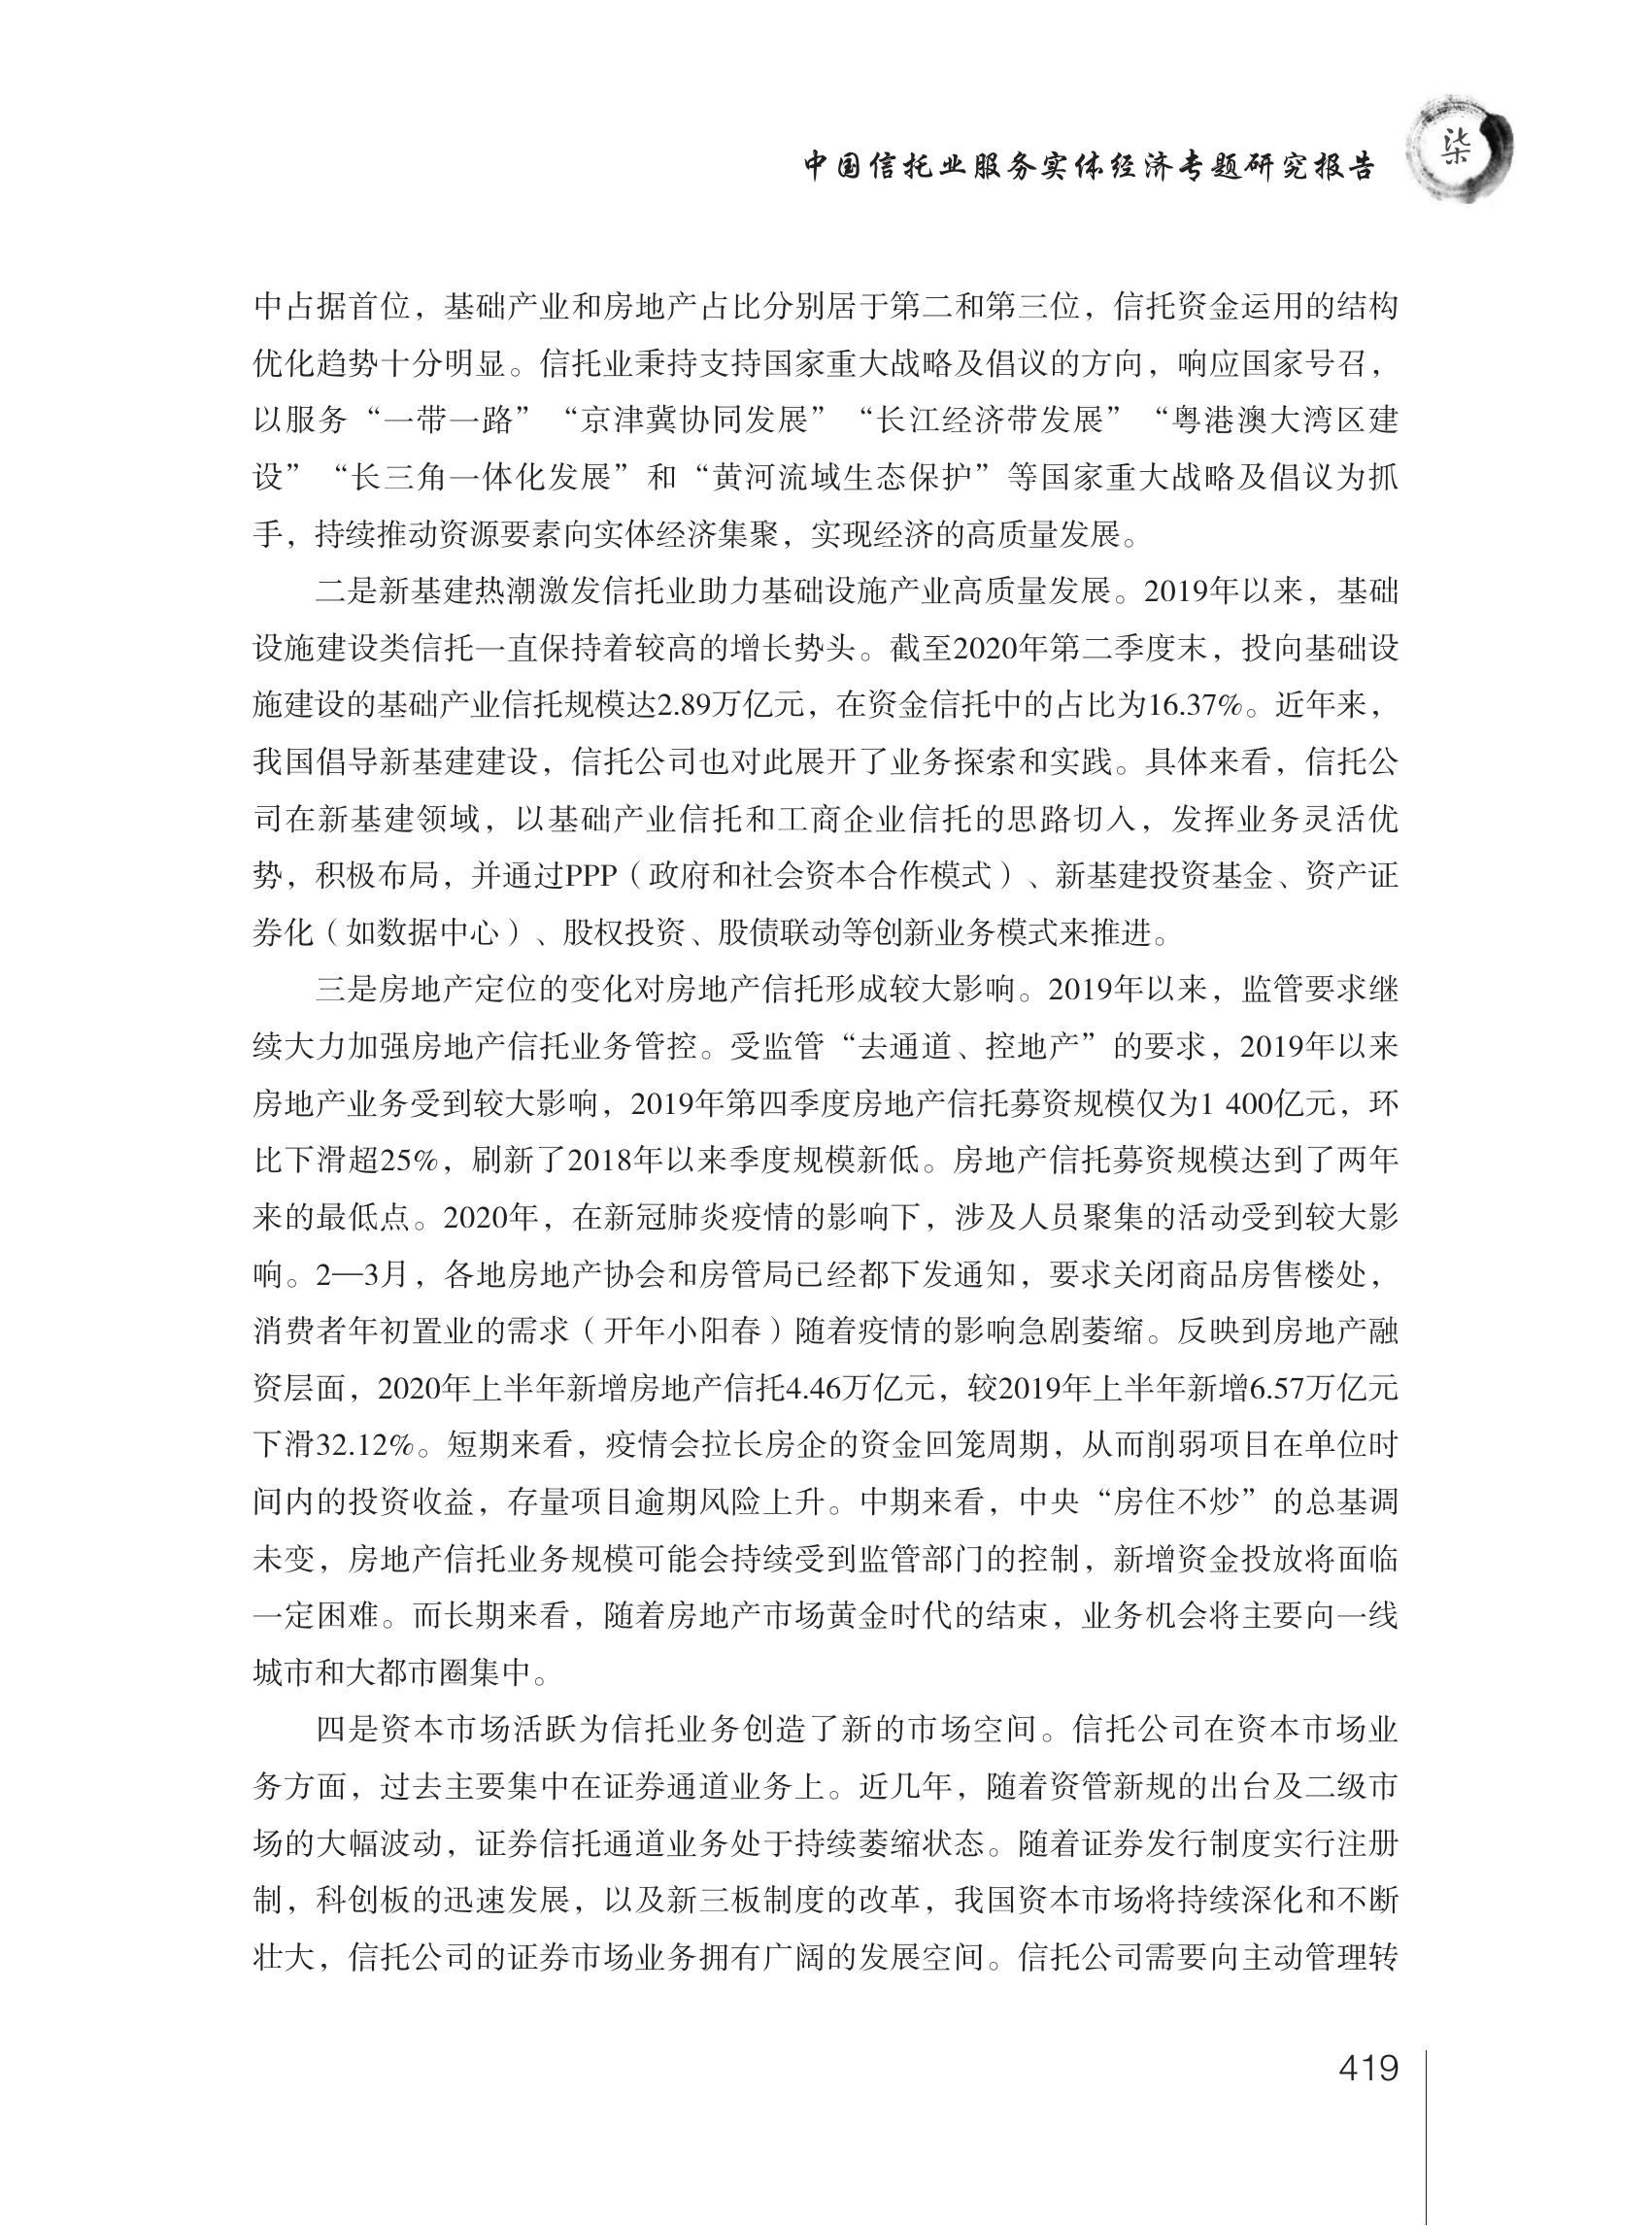 中国信托业服务实体经济专题研究报告
柒
中占据首位，基础产业和房地产占比分别居于第二和第三位，信托资金运用的结构
优化趋势十分明显。信托业秉持支持国家重大战略及倡议的方向，响应国家号召，
以服务“一带一路”“京津冀协同发展”“长江经济带发展”“粤港澳大湾区建
设”“长三角一体化发展”和“黄河流域生态保护”等国家重大战略及倡议为抓
手，持续推动资源要素向实体经济集聚，实现经济的高质量发展。
二是新基建热潮激发信托业助力基础设施产业高质量发展。2019年以来，基础
设施建设类信托一直保持着较高的增长势头。截至2020年第二季度末，投向基础设
施建设的基础产业信托规模达2.89万亿元，在资金信托中的占比为16.37%。近年来，
我国倡导新基建建设，信托公司也对此展开了业务探索和实践。具体来看，信托公
司在新基建领域，以基础产业信托和工商企业信托的思路切入，发挥业务灵活优
势，积极布局，并通过PPP（政府和社会资本合作模式）、新基建投资基金、资产证
券化（如数据中心）、股权投资、股债联动等创新业务模式来推进。
三是房地产定位的变化对房地产信托形成较大影响。2019年以来，监管要求继
续大力加强房地产信托业务管控。受监管“去通道、控地产”的要求，2019年以来
房地产业务受到较大影响，2019年第四季度房地产信托募资规模仅为1 400亿元，环
比下滑超25%，刷新了2018年以来季度规模新低。房地产信托募资规模达到了两年
来的最低点。2020年，在新冠肺炎疫情的影响下，涉及人员聚集的活动受到较大影
响。2—3月，各地房地产协会和房管局已经都下发通知，要求关闭商品房售楼处，
消费者年初置业的需求（开年小阳春）随着疫情的影响急剧萎缩。反映到房地产融
资层面，2020年上半年新增房地产信托4.46万亿元，较2019年上半年新增6.57万亿元
下滑32.12%。短期来看，疫情会拉长房企的资金回笼周期，从而削弱项目在单位时
间内的投资收益，存量项目逾期风险上升。中期来看，中央“房住不炒”的总基调
未变，房地产信托业务规模可能会持续受到监管部门的控制，新增资金投放将面临
一定困难。而长期来看，随着房地产市场黄金时代的结束，业务机会将主要向一线
城市和大都市圈集中。
四是资本市场活跃为信托业务创造了新的市场空间。信托公司在资本市场业
务方面，过去主要集中在证券通道业务上。近几年，随着资管新规的出台及二级市
场的大幅波动，证券信托通道业务处于持续萎缩状态。随着证券发行制度实行注册
制，科创板的迅速发展，以及新三板制度的改革，我国资本市场将持续深化和不断
壮大，信托公司的证券市场业务拥有广阔的发展空间。信托公司需要向主动管理转
419